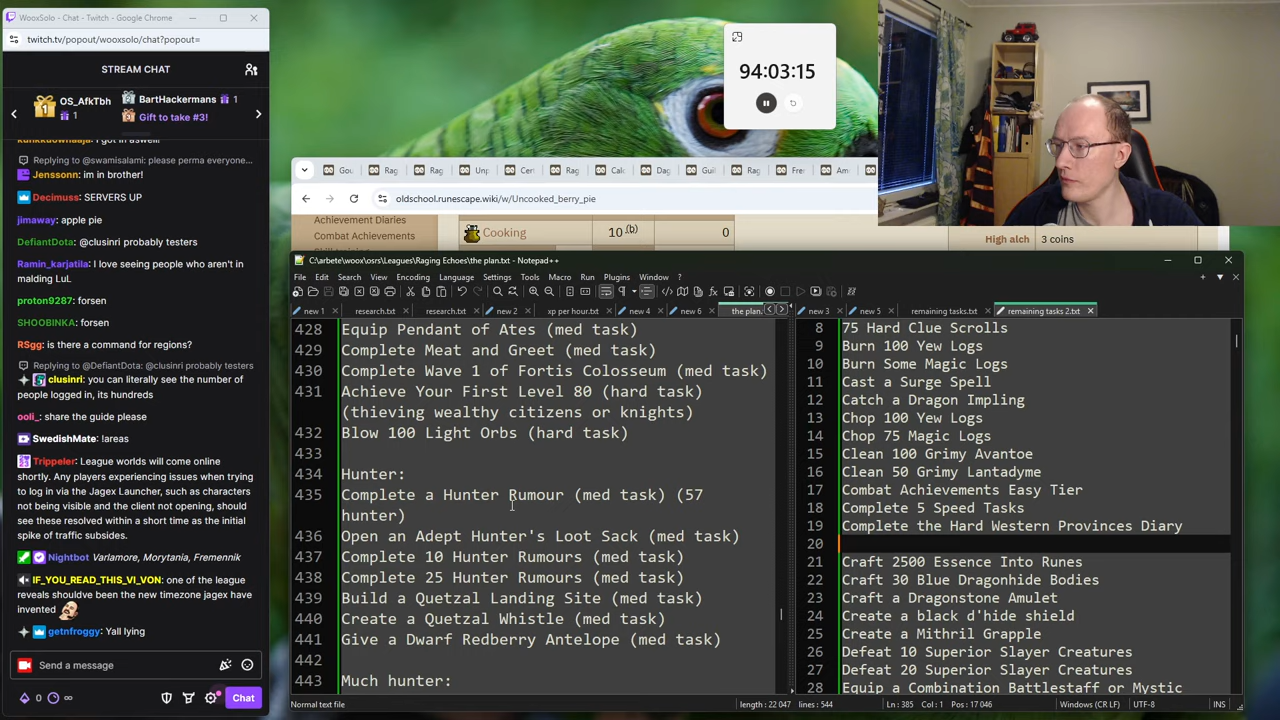 WooxSolo - Chat - Twitch - Google Chrome
twitch.tv/popout/wooxsolo/chat?popout=
STREAM CHAT
OS_AfkTbh
1
BartHackermans 1
Gift to take #3!
Replying to @swamisalami: please perma everyone...
Jenssonn: im in brother!
Decimuss: SERVERS UP
jimaway: apple pie
DefiantDota: @clusinri probably testers
Ramin_karjatila: I love seeing people who aren't in
malding LuL
proton9287: forsen
SHOOBINKA: forsen
RSgg: is there a command for regions?
Replying to @DefiantDota: @clusinri probably testers
clusinri: you can literally see the number of
people logged in, its hundreds
ooli_: share the guide please
SwedishMate: !areas
Trippeler: League worlds will come online
shortly. Any players experiencing issues when trying
to log in via the Jagex Launcher, such as characters
not being visible and the client not opening, should
see these resolved within a short time as the initial
spike of traffic subsides.
Nightbot: Varlamore, Morytania, Fremennik
IF_YOU_READ_THIS_VI_VON: one of the league
reveals shouldve been the new timezone jagex have
invented
getnfroggy: Yall lying
Send a message
0
∞
Chat
94:03:15
Gou
Rag
Rag
Unp
Cen
Rag
Calc
Dag
Guil
Rag
Fre
Am
oldschool.runescape.wiki/w/Uncooked_berry_pie
Achievement Diaries
Combat Achievements
Cooking
10 (b)
0
High alch
3 coins
C:\arbete\woox\osrs\Leagues\Raging Echoes\the plan.txt - Notepad++
File Edit Search View Encoding Language Settings Tools Macro Run Plugins Window ?
new 1
research.txt
research.txt
new 2
xp per hour.txt
new 4
new 6
the plan.
new 3
new 5
remaining tasks.txt
remaining tasks 2.txt
428 Equip Pendant of Ates (med task)
429 Complete Meat and Greet (med task)
430 Complete Wave 1 of Fortis Colosseum (med task)
431 Achieve Your First Level 80 (hard task)
(thieving wealthy citizens or knights)
432 Blow 100 Light Orbs (hard task)
433
434 Hunter:
435 Complete a Hunter Rumour (med task) (57
hunter)
436 Open an Adept Hunter's Loot Sack (med task)
437 Complete 10 Hunter Rumours (med task)
438 Complete 25 Hunter Rumours (med task)
439 Build a Quetzal Landing Site (med task)
440 Create a Quetzal Whistle (med task)
441 Give a Dwarf Redberry Antelope (med task)
442
443 Much hunter:
8 75 Hard Clue Scrolls
9 Burn 100 Yew Logs
10 Burn Some Magic Logs
11 Cast a Surge Spell
12 Catch a Dragon Impling
13 Chop 100 Yew Logs
14 Chop 75 Magic Logs
15 Clean 100 Grimy Avantoe
16 Clean 50 Grimy Lantadyme
17 Combat Achievements Easy Tier
18 Complete 5 Speed Tasks
19 Complete the Hard Western Provinces Diary
20
21 Craft 2500 Essence Into Runes
22 Craft 30 Blue Dragonhide Bodies
23 Craft a Dragonstone Amulet
24 Create a black d'hide shield
25 Create a Mithril Grapple
26 Defeat 10 Superior Slayer Creatures
27 Defeat 20 Superior Slayer Creatures
28 Equip a Combination Battlestaff or Mystic
Normal text file
length : 22 047 lines : 544
Ln : 385 Col : 1 Pos : 17 046
Windows (CR LF)
UTF-8
INS